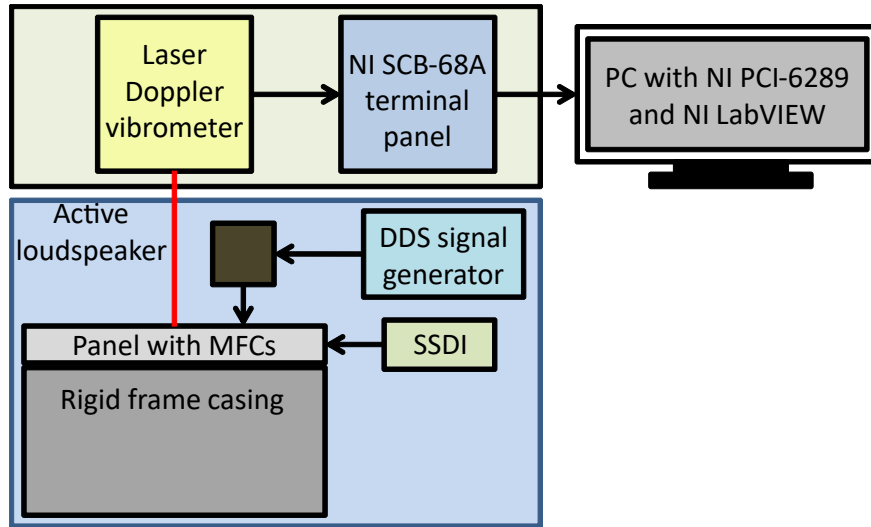 Laser
Doppler
vibrometer
NI SCB-68A
terminal
panel
PC with NI PCI-6289
and NI LabVIEW
Active
loudspeaker
DDS signal
generator
Panel with MFCs
SSDI
Rigid frame casing